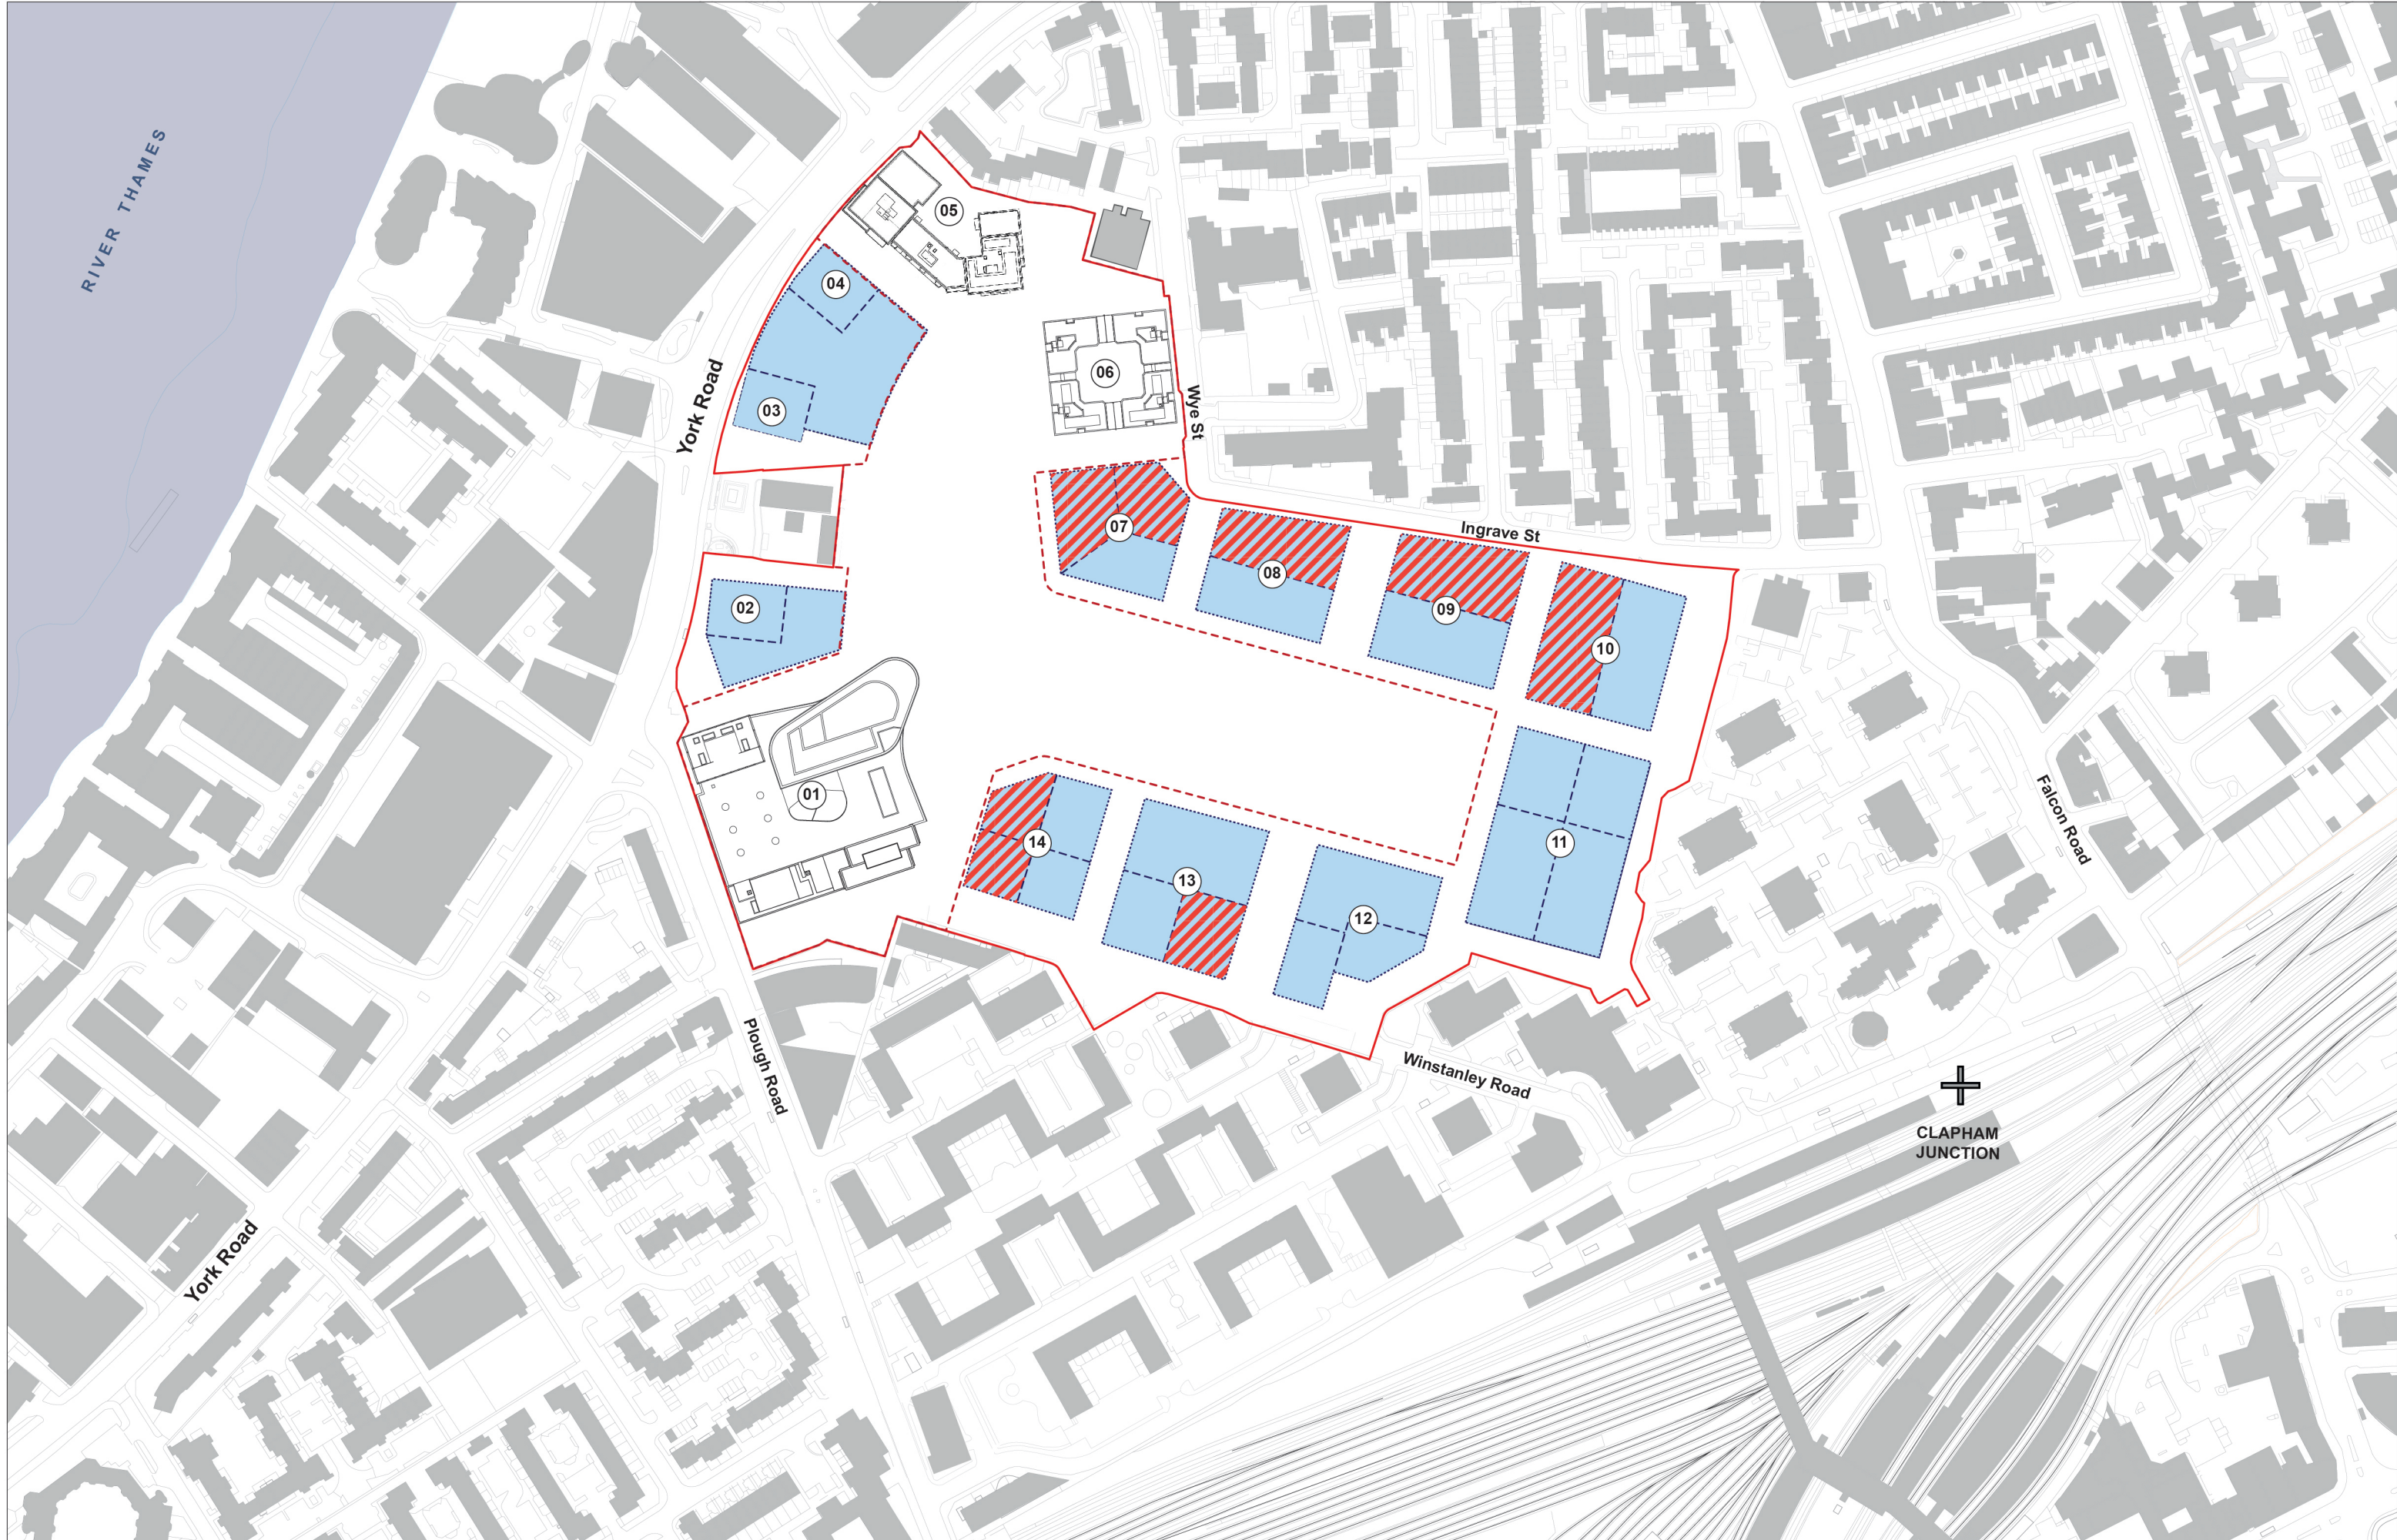 RIVER THAMES
05
04
York Road
03
06
Wye St
07
Ingrave St
08
02
09
10
01
14
13
12
11
Falcon Road
Plough Road
Winstanley Road
CLAPHAM
JUNCTION
York Road